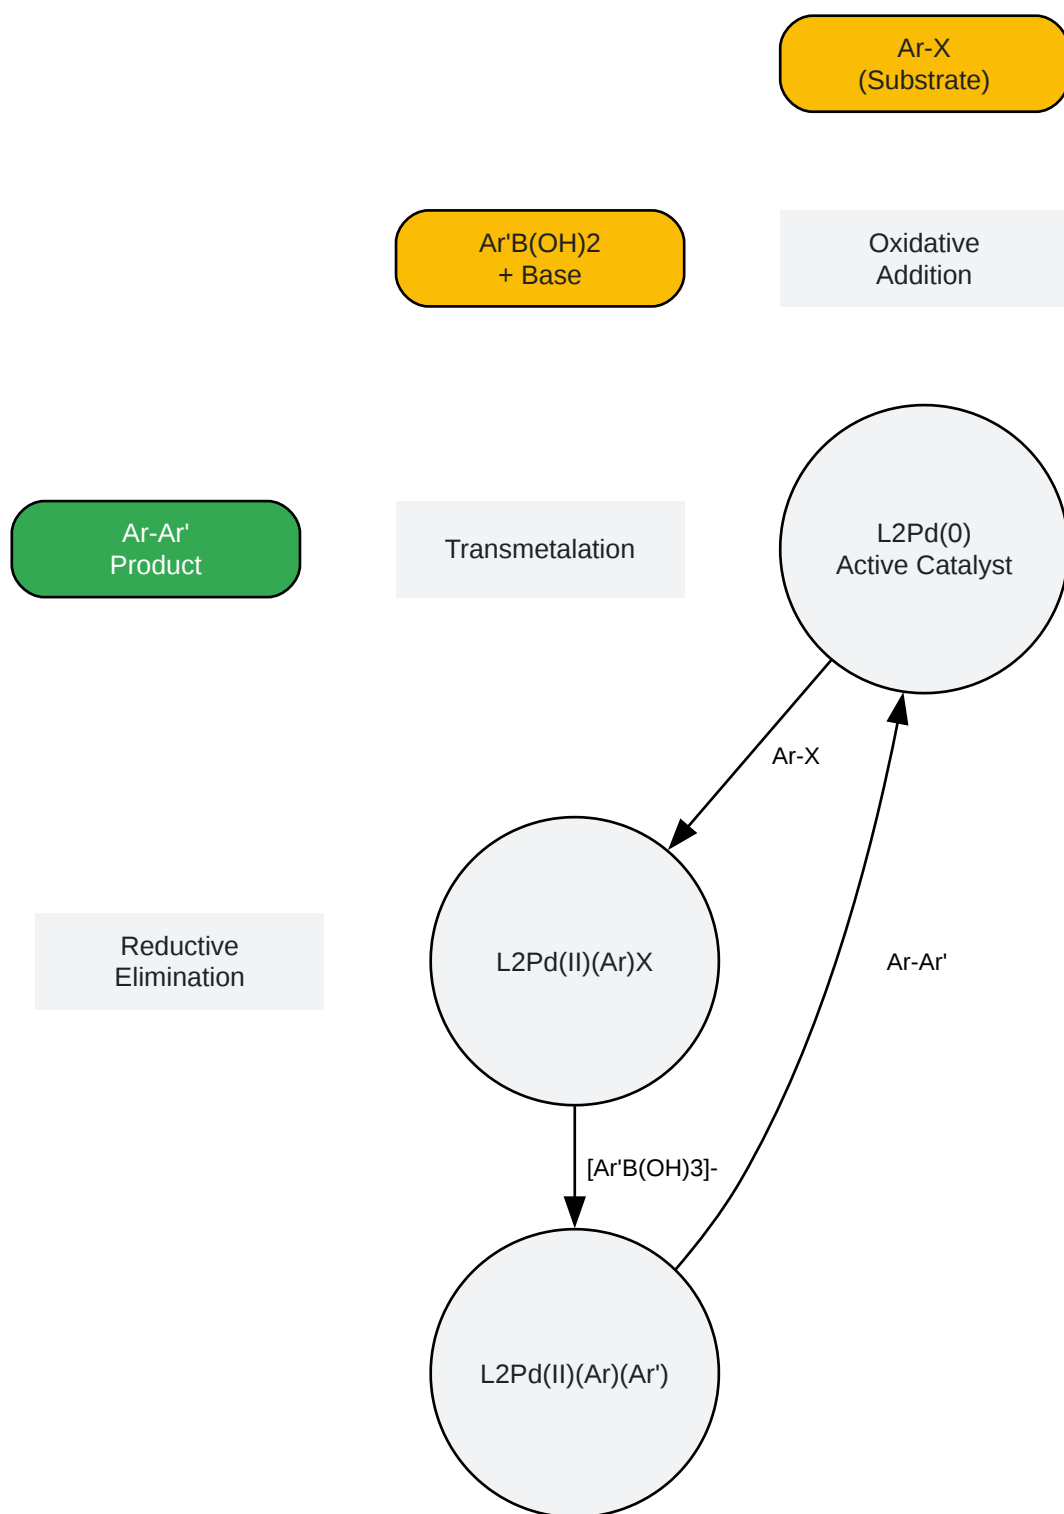 Ar-X
(Substrate)
Ar'B(OH)2
+ Base
Oxidative
Addition
Ar-Ar'
Product
Transmetalation
L2Pd(0)
Active Catalyst
Ar-X
Reductive
Elimination
L2Pd(II)(Ar)X
Ar-Ar'
[Ar'B(OH)3]-
L2Pd(II)(Ar)(Ar')